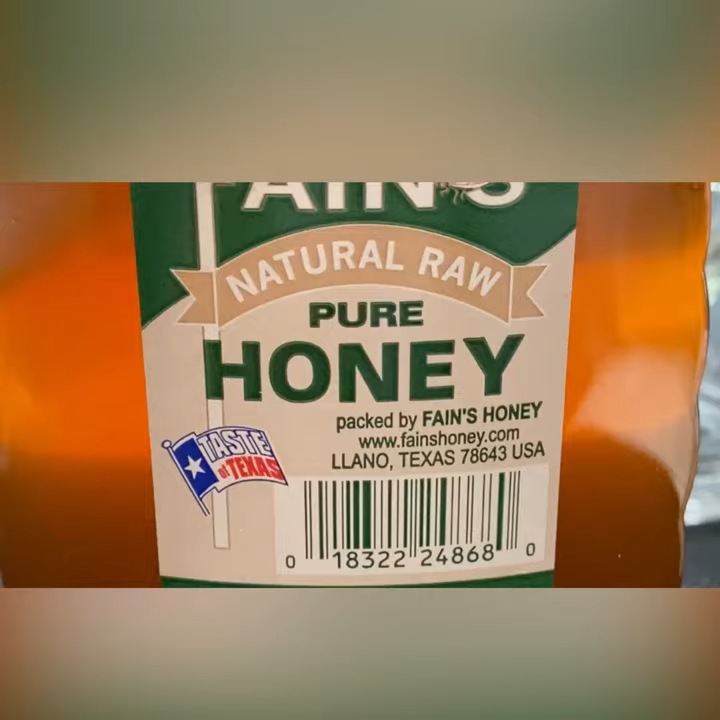 FAIN'S
NATURAL RAW
PURE
HONEY
packed by FAIN'S HONEY
www.fainshoney.com
LLANO, TEXAS 78643 USA
TASTE
of TEXAS
0 18322 24868 0